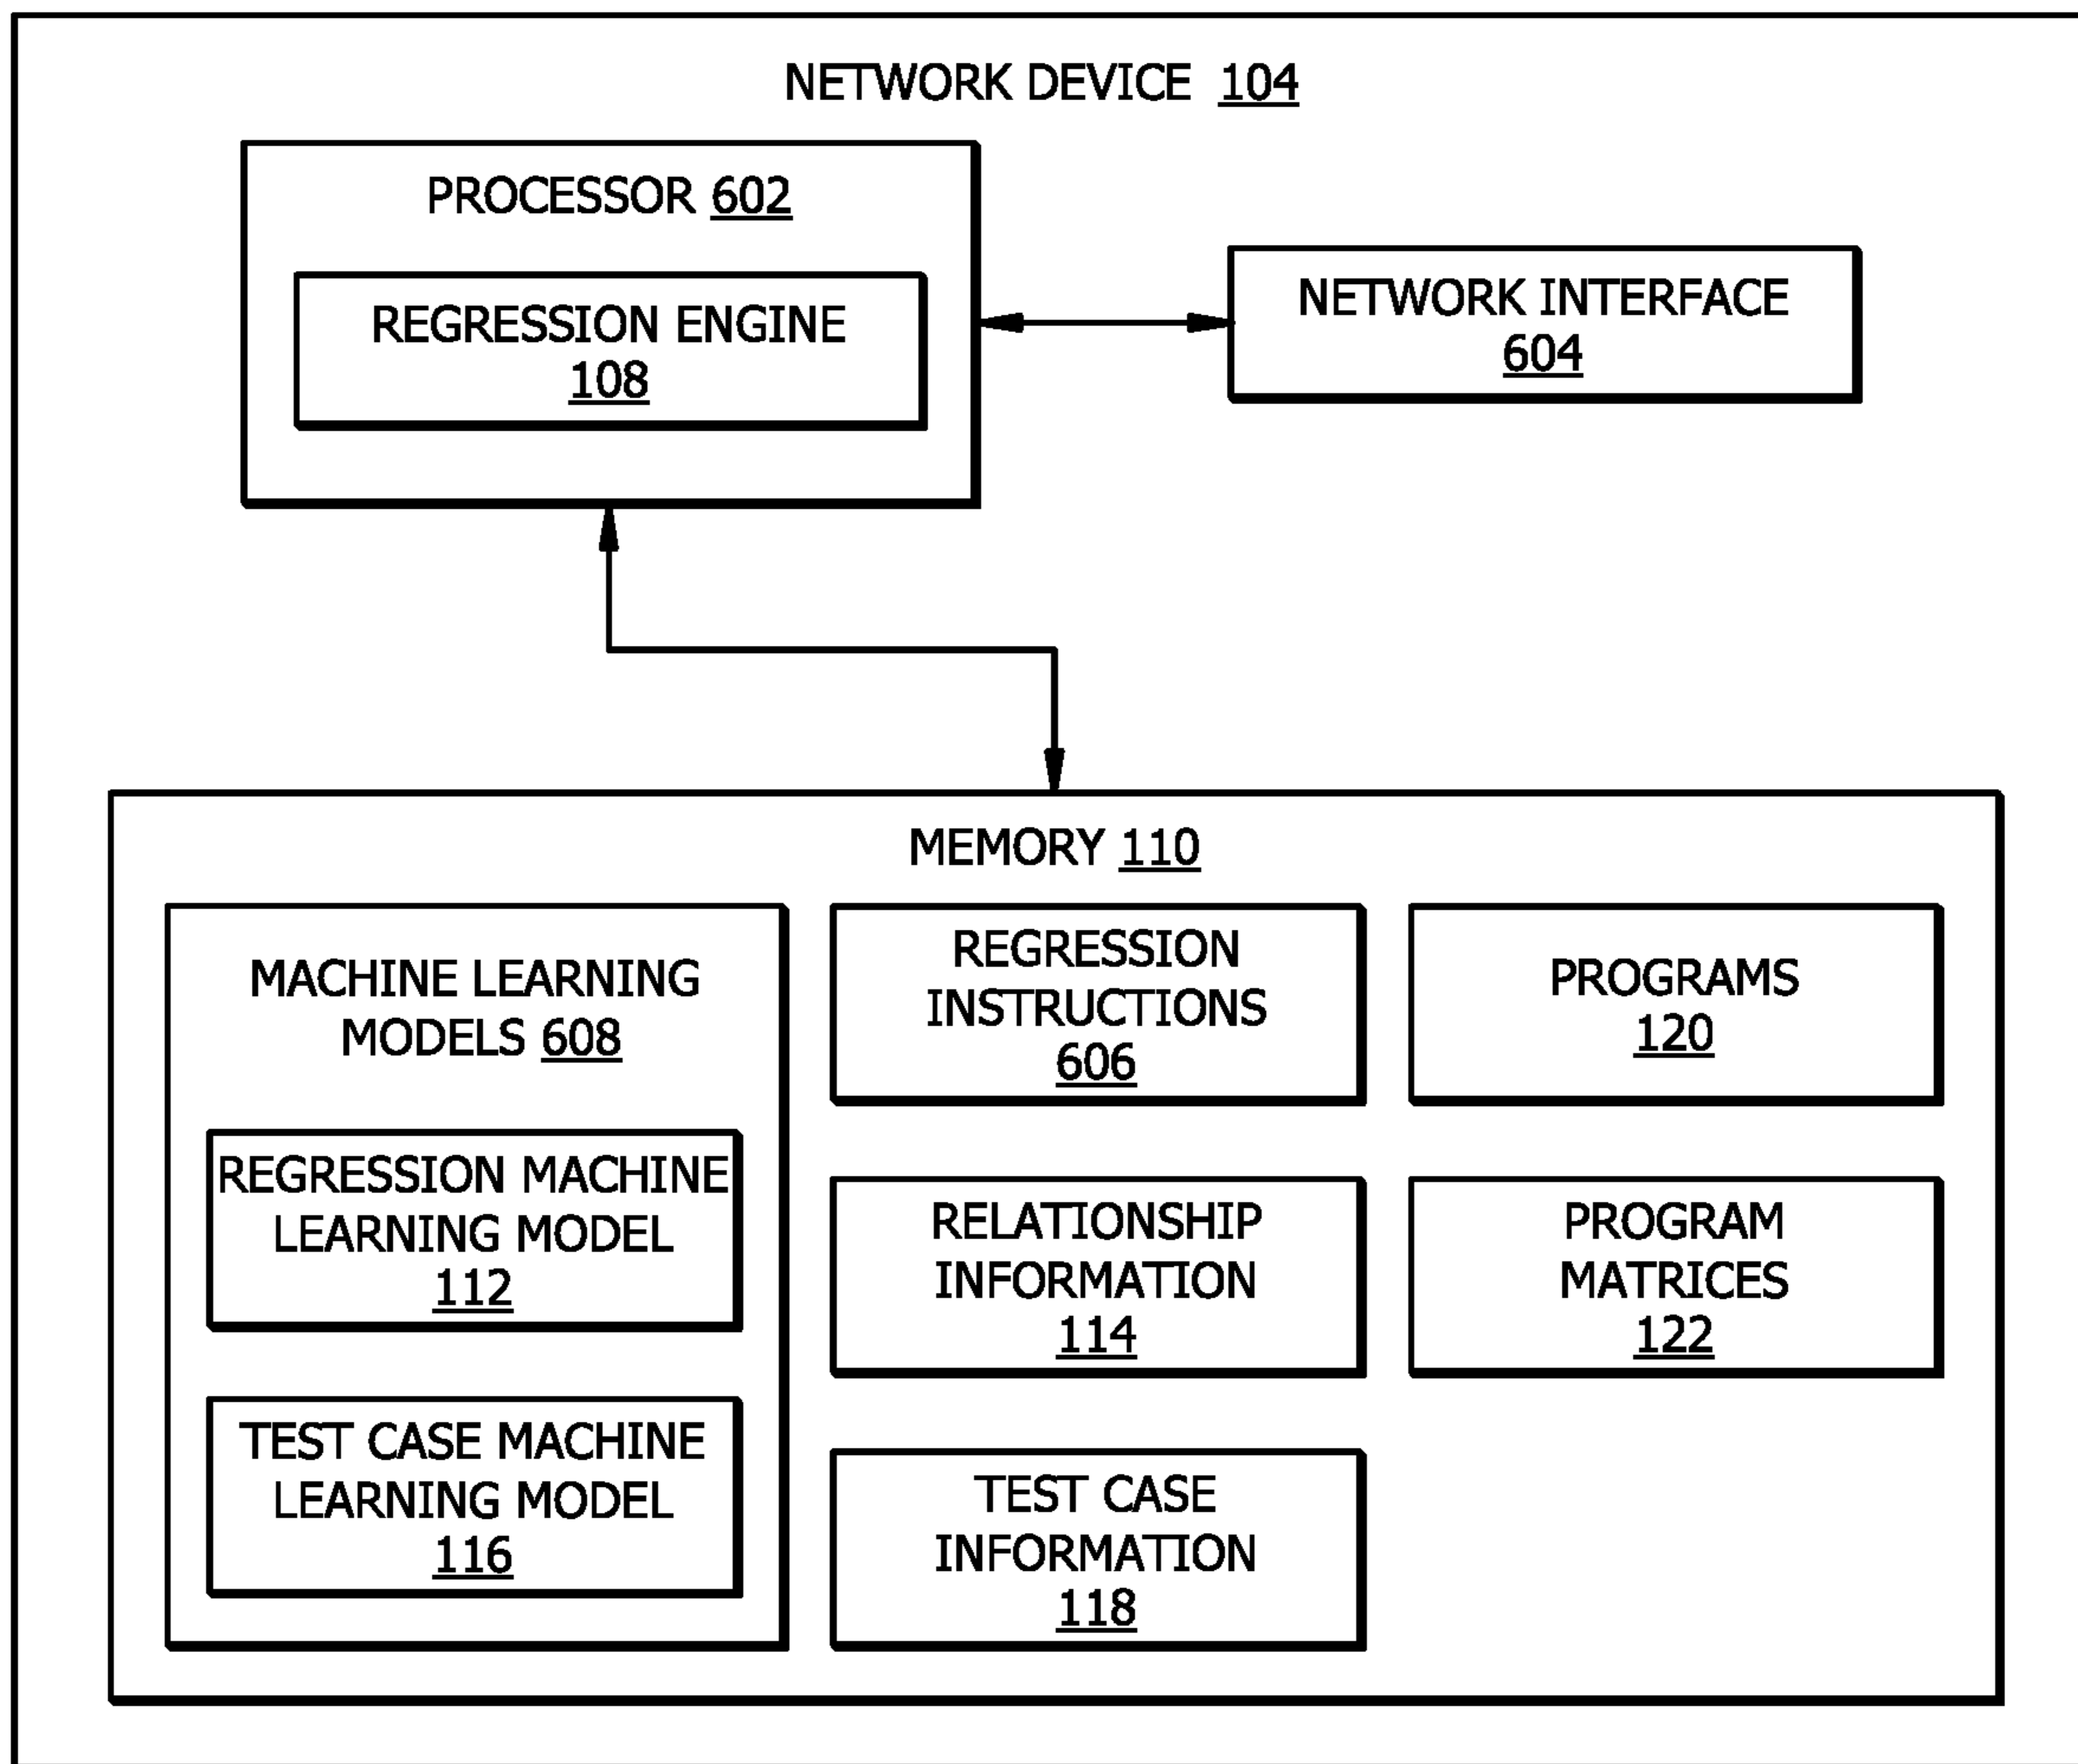 NETWORK DEVICE 104
PROCESSOR 602
REGRESSION ENGINE
108
NETWORK INTERFACE
604
MEMORY 110
MACHINE LEARNING
MODELS 608
REGRESSION MACHINE
LEARNING MODEL
112
TEST CASE MACHINE
LEARNING MODEL
116
REGRESSION
INSTRUCTIONS
606
RELATIONSHIP
INFORMATION
114
TEST CASE
INFORMATION
118
PROGRAMS
120
PROGRAM
MATRICES
122